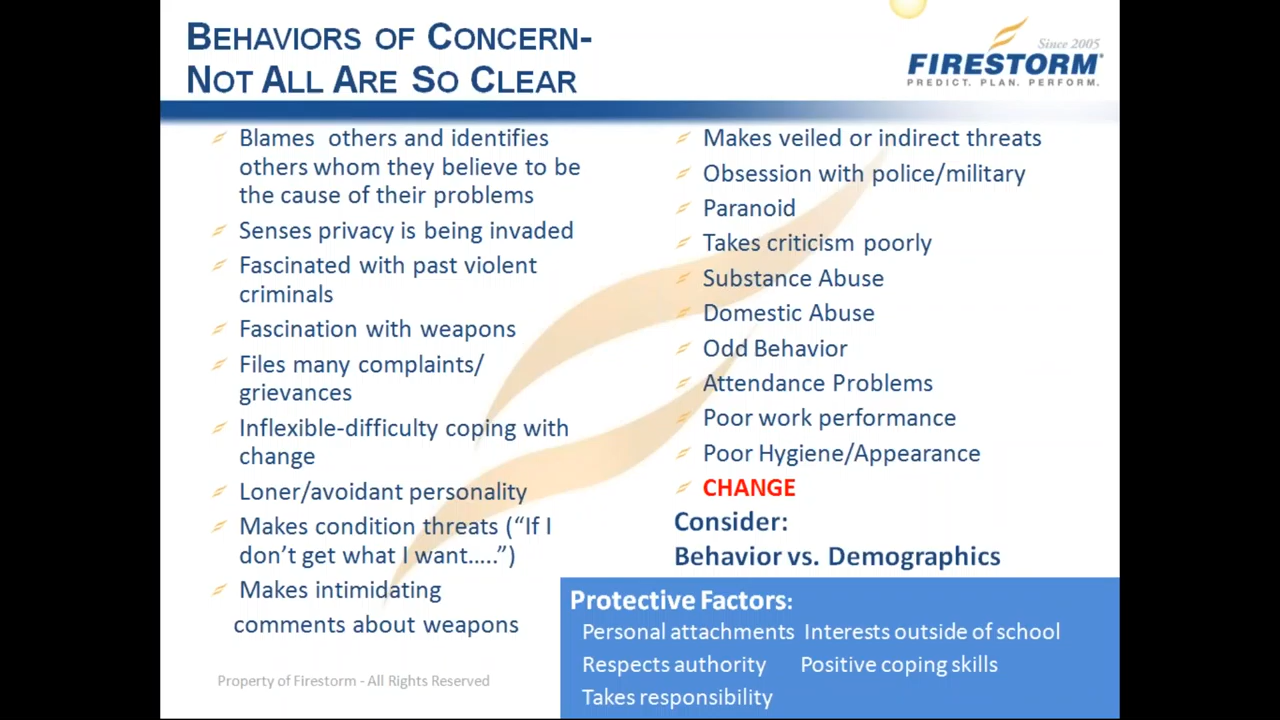 BEHAVIORS OF CONCERN-
NOT ALL ARE SO CLEAR
Since 2005
FIRESTORM
PREDICT. PLAN. PERFORM.
Blames  others and identifies
others whom they believe to be
the cause of their problems
Senses privacy is being invaded
Fascinated with past violent
criminals
Fascination with weapons
Files many complaints/
grievances
Inflexible-difficulty coping with
change
Loner/avoidant personality
Makes condition threats (“If I
don’t get what I want…..”)
Makes intimidating
comments about weapons
Makes veiled or indirect threats
Obsession with police/military
Paranoid
Takes criticism poorly
Substance Abuse
Domestic Abuse
Odd Behavior
Attendance Problems
Poor work performance
Poor Hygiene/Appearance
CHANGE
Consider:
Behavior vs. Demographics
Protective Factors:
Personal attachments  Interests outside of school
Respects authority  Positive coping skills
Takes responsibility
Property of Firestorm - All Rights Reserved